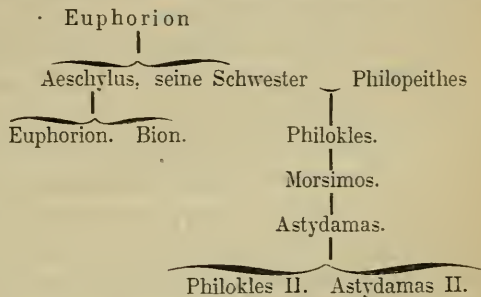 Euphorion
Aeschylus, seine Schwester Philopeithes
Euphorion. Bion. Philokles.
Morsimos.
Astydamas.
Philokles II. Astydamas II.